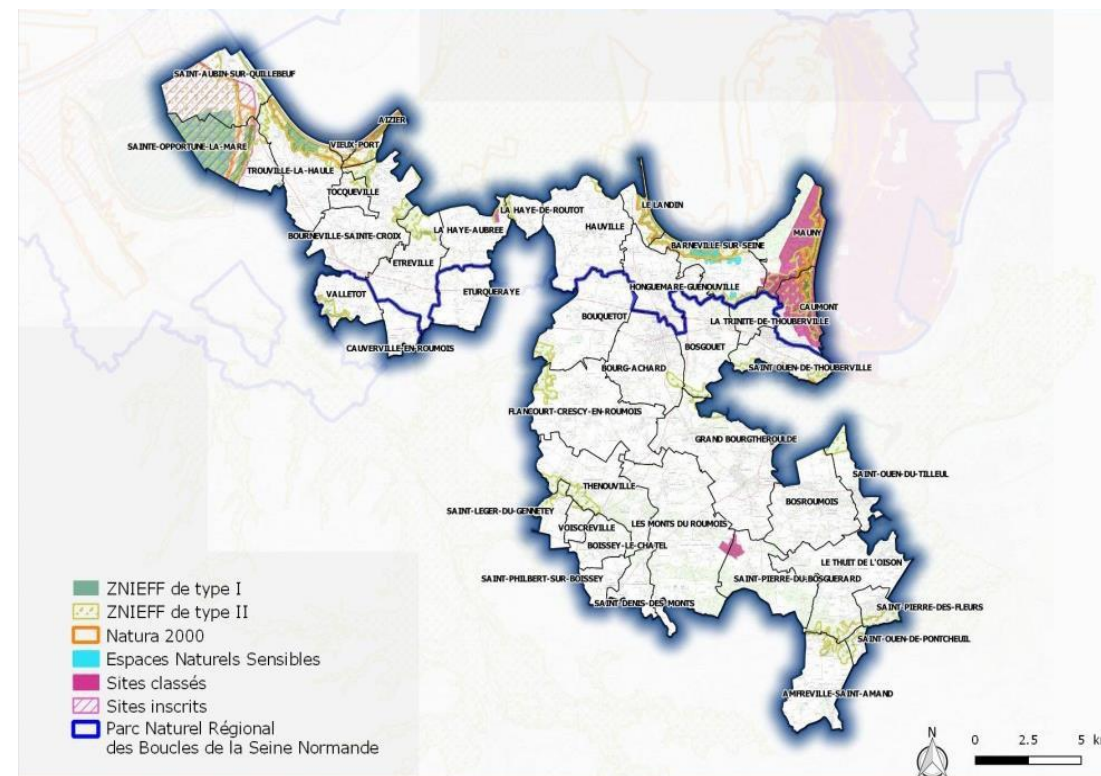 SAINT-AUBIN-SUR-QUILLEBEUF
AIZIER
SAINTE-OPPORTUNE-LA-MARE
VIEUX-PORT
TROUVILLE-LA-HAULE
TOCQUEVILLE
LE LANDIN
LA HAYE-DE-ROUTOT
HAUVILLE
LA HAYE-AUBREE
MAUNY
BOURNEVILLE-SAINTE-CROIX
BARNEVILLE-SUR-SEINE
ETREVILLE
HONGUEMARE-GUENOUVILLE
VALLETOT
ETURQUERAYE
CAUMONT
BOUQUETOT
LA TRINITE-DE-THOUBERVILLE
CAUVERVILLE-EN-ROUMOIS
BOSGOUET
BOURG-ACHARD
SAINT-OUEN-DE-THOUBERVILLE
FLANCOURT-CRESCY-EN-ROUMOIS
GRAND BOURGTHEROULDE
SAINT-OUEN-DU-TILLEUL
THENOUVILLE
BOSROUMOIS
SAINT-LEGER-DU-GENNETEY
VOISCREVILLE
LES MONTS DU ROUMOIS
BOISSEY-LE-CHATEL
LE THUIT DE L'OISON
SAINT-PHILBERT-SUR-BOISSEY
SAINT-PIERRE-DU-BOSGUERARD
SAINT-DENIS-DES-MONTS
SAINT-PIERRE-DES-FLEURS
SAINT-OUEN-DE-PONTCHEUIL
AMFREVILLE-SAINT-AMAND
ZNIEFF de type I
ZNIEFF de type II
Natura 2000
Espaces Naturels Sensibles
Sites classés
Sites inscrits
Parc Naturel Régional
des Boucles de la Seine Normande
N
0 2.5 5 k